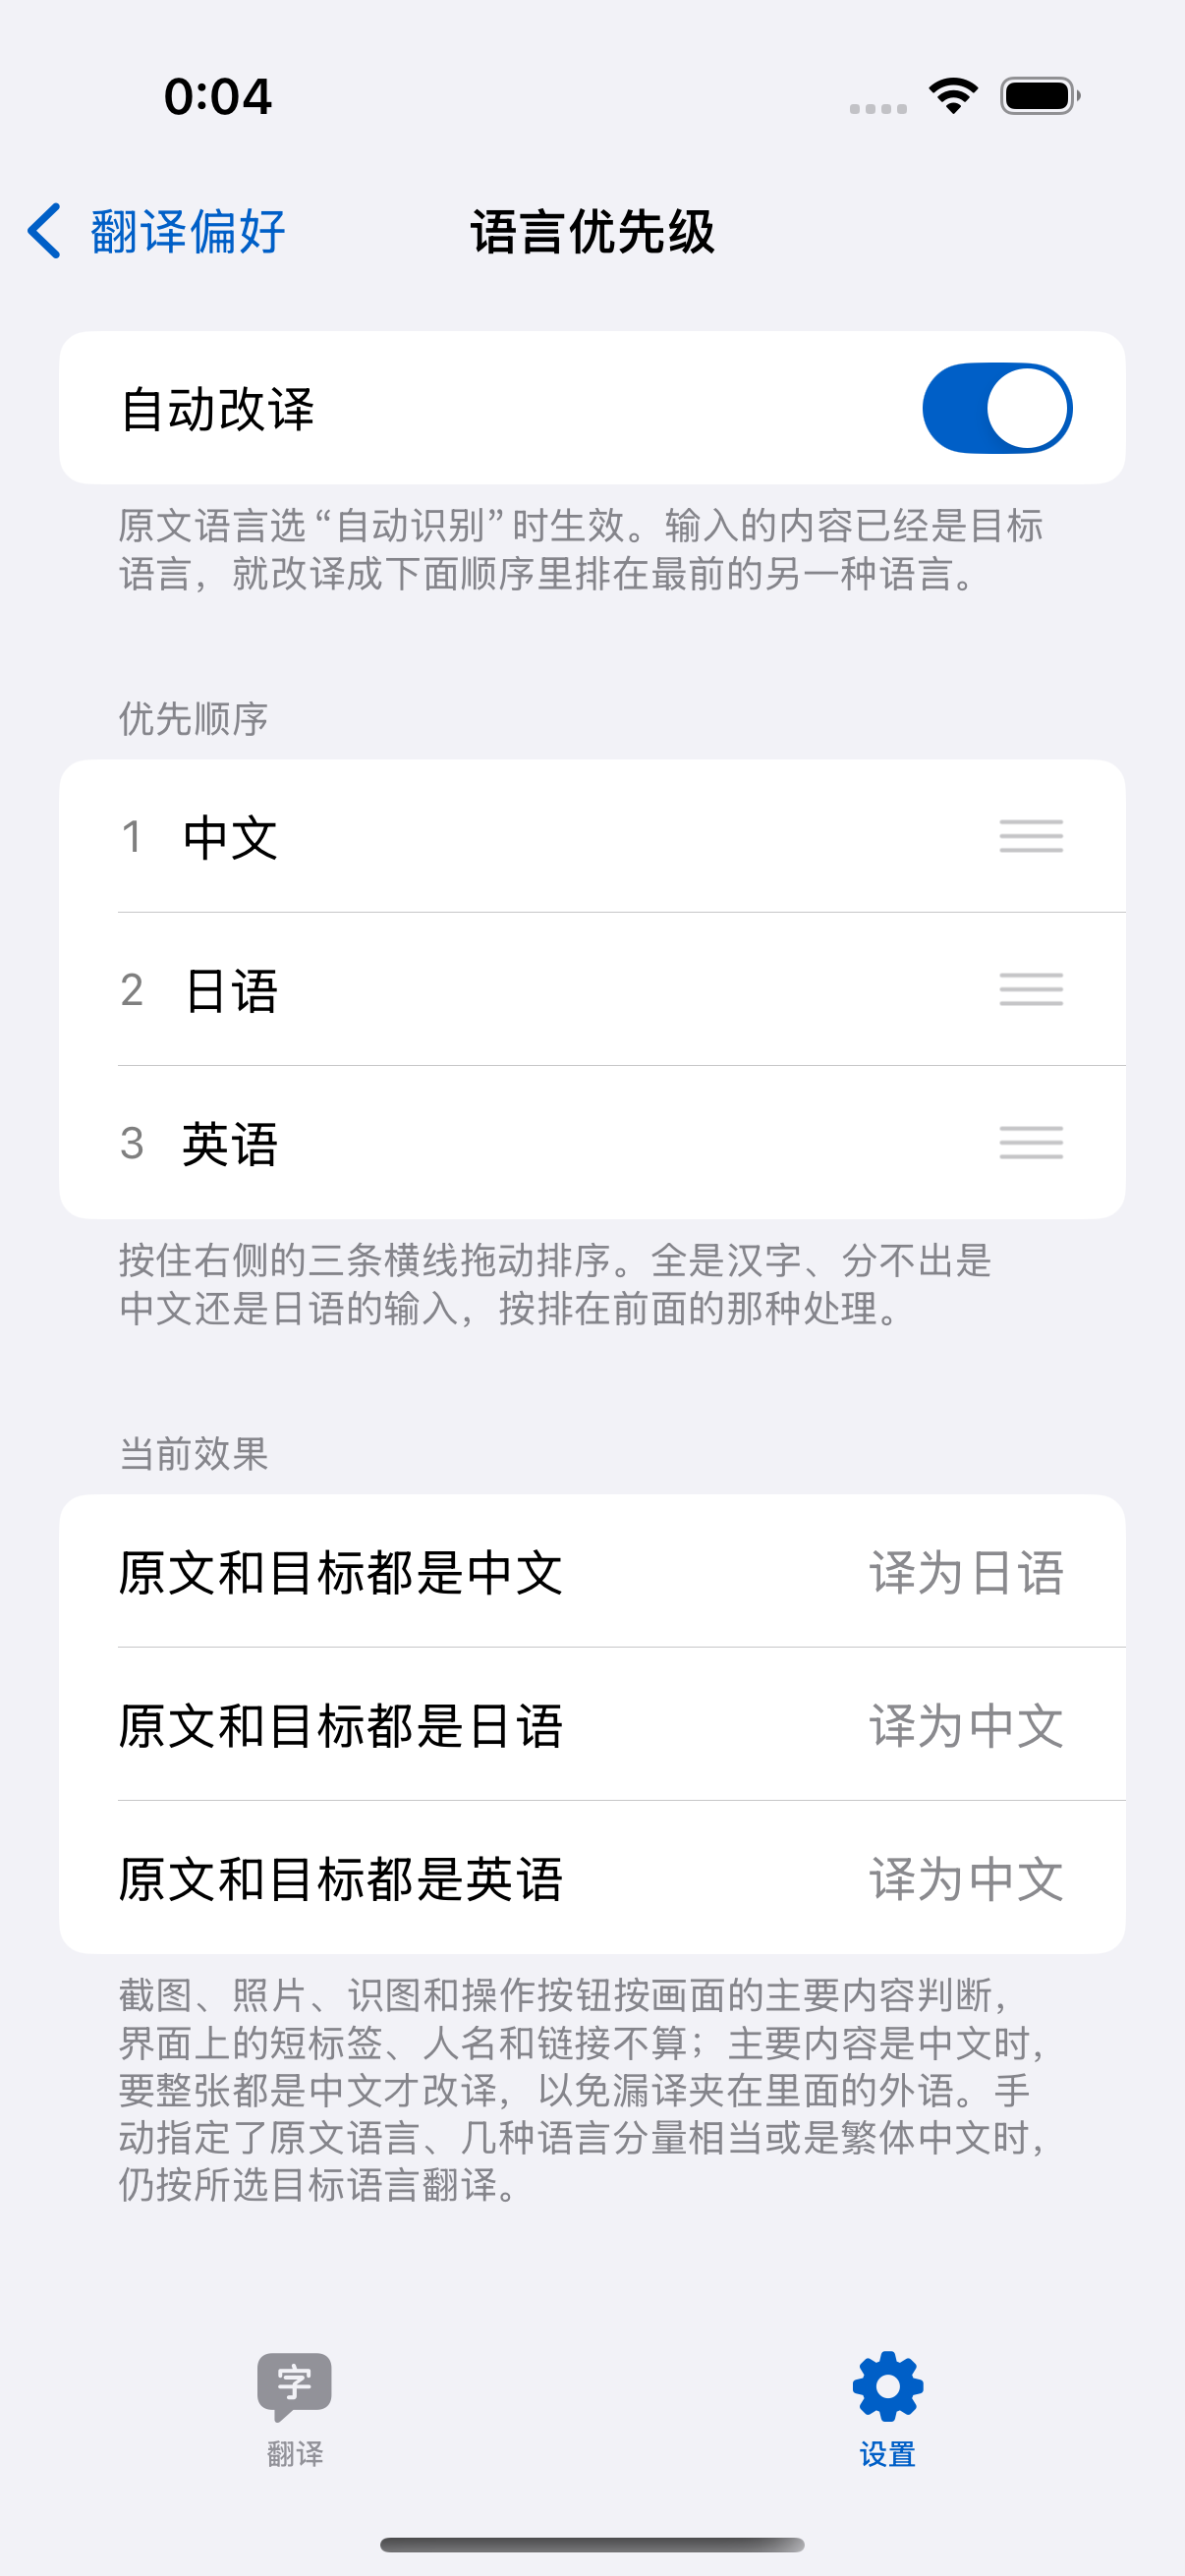 0:04
翻译偏好
语言优先级
自动改译
原文语言选“自动识别”时生效。输入的内容已经是目标
语言，就改译成下面顺序里排在最前的另一种语言。
优先顺序
1 中文
2 日语
3 英语
按住右侧的三条横线拖动排序。全是汉字、分不出是
中文还是日语的输入，按排在前面的那种处理。
当前效果
原文和目标都是中文 译为日语
原文和目标都是日语 译为中文
原文和目标都是英语 译为中文
截图、照片、识图和操作按钮按画面的主要内容判断，
界面上的短标签、人名和链接不算；主要内容是中文时，
要整张都是中文才改译，以免漏译夹在里面的外语。手
动指定了原文语言、几种语言分量相当或是繁体中文时，
仍按所选目标语言翻译。
字
翻译
设置